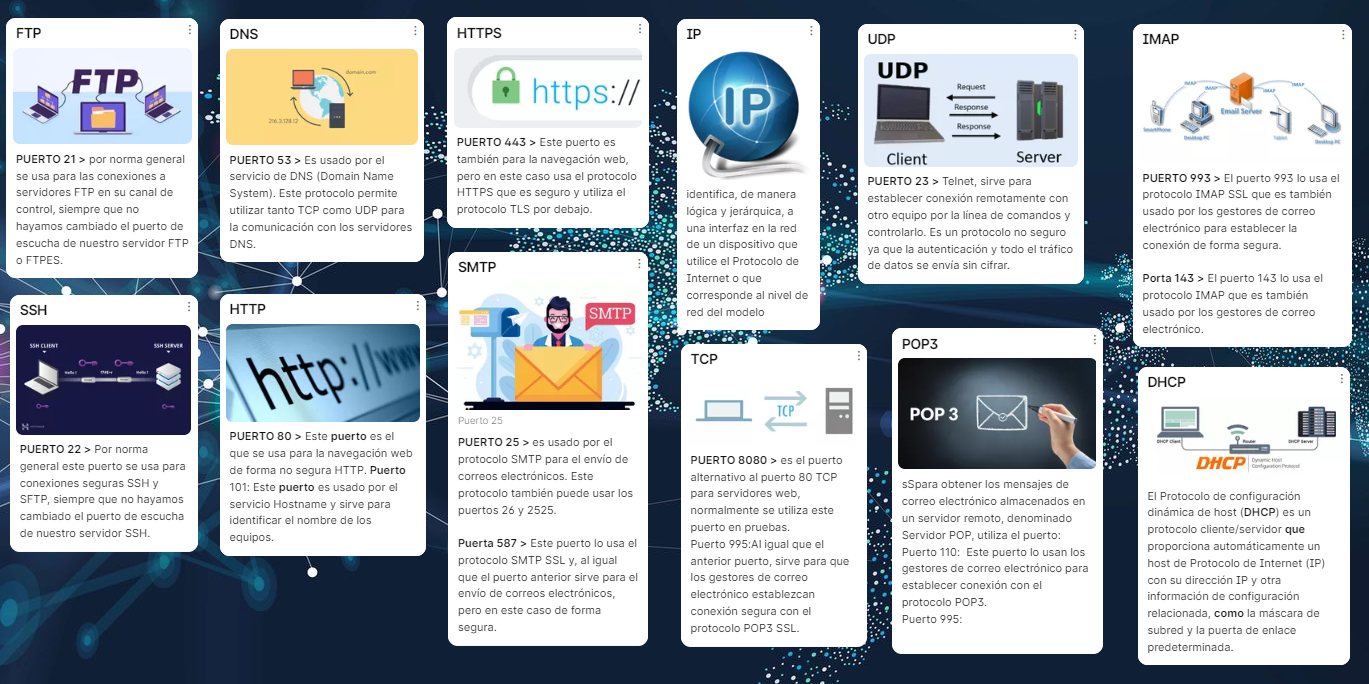 FTP
FTP
PUERTO 21 > por norma general
se usa para las conexiones a
servidores FTP en su canal de
control, siempre que no
hayamos cambiado el puerto de
escucha de nuestro servidor FTP
o FTPES.
DNS
domain.com
216.3.128.12
PUERTO 53 > Es usado por el
servicio de DNS (Domain Name
System). Este protocolo permite
utilizar tanto TCP como UDP para
la comunicación con los servidores
DNS.
HTTPS
https://
PUERTO 443 > Este puerto es
también para la navegación web,
pero en este caso usa el protocolo
HTTPS que es seguro y utiliza el
protocolo TLS por debajo.
IP
IP
identifica, de manera
lógica y jerárquica, a
una interfaz en la red
de un dispositivo que
utilice el Protocolo de
Internet o que
corresponde al nivel de
red del modelo
UDP
UDP
Request
Response
Response
Client
Server
PUERTO 23 > Telnet, sirve para
establecer conexión remotamente con
otro equipo por la línea de comandos y
controlarlo. Es un protocolo no seguro
ya que la autenticación y todo el tráfico
de datos se envía sin cifrar.
IMAP
IMAP
IMAP
IMAP
IMAP
Email Server
SmartPhone
Desktop PC
Tablet
Desktop PC
PUERTO 993 > El puerto 993 lo usa el
protocolo IMAP SSL que es también
usado por los gestores de correo
electrónico para establecer la
conexión de forma segura.
Porta 143 > El puerto 143 lo usa el
protocolo IMAP que es también
usado por los gestores de correo
electrónico.
SSH
SSH CLIENT
SSH SERVER
Hello !
Hello !
PUERTO 22 > Por norma
general este puerto se usa para
conexiones seguras SSH y
SFTP, siempre que no hayamos
cambiado el puerto de escucha
de nuestro servidor SSH.
HTTP
http://www
PUERTO 80 > Este puerto es el
que se usa para la navegación web
de forma no segura HTTP. Puerto
101: Este puerto es usado por el
servicio Hostname y sirve para
identificar el nombre de los
equipos.
SMTP
SMTP
Puerto 25
PUERTO 25 > es usado por el
protocolo SMTP para el envío de
correos electrónicos. Este
protocolo también puede usar los
puertos 26 y 2525.
Puerta 587 > Este puerto lo usa el
protocolo SMTP SSL y, al igual
que el puerto anterior sirve para el
envío de correos electrónicos,
pero en este caso de forma
segura.
TCP
TCP
PUERTO 8080 > es el puerto
alternativo al puerto 80 TCP
para servidores web,
normalmente se utiliza este
puerto en pruebas.
Puerto 995:Al igual que el
anterior puerto, sirve para que
los gestores de correo
electrónico establezcan
conexión segura con el
protocolo POP3 SSL.
POP3
POP 3
sSpara obtener los mensajes de
correo electrónico almacenados en
un servidor remoto, denominado
Servidor POP, utiliza el puerto:
Puerto 110: Este puerto lo usan los
gestores de correo electrónico para
establecer conexión con el
protocolo POP3.
Puerto 995:
DHCP
DHCP Client
Router
DHCP Server
DHCP
Dynamic Host
Configuration Protocol
El Protocolo de configuración
dinámica de host (DHCP) es un
protocolo cliente/servidor que
proporciona automáticamente un
host de Protocolo de Internet (IP)
con su dirección IP y otra
información de configuración
relacionada, como la máscara de
subred y la puerta de enlace
predeterminada.